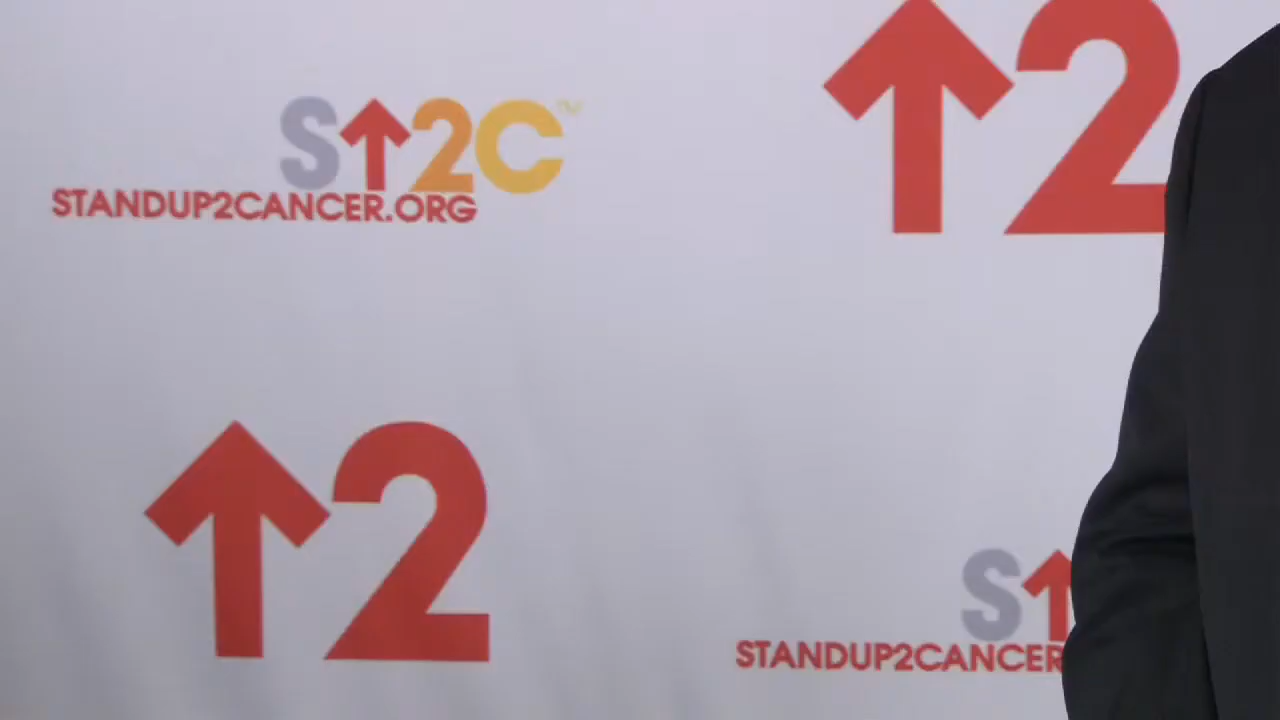 ↑2
S↑2C™
STANDUP2CANCER.ORG
↑2
S↑
STANDUP2CANCER